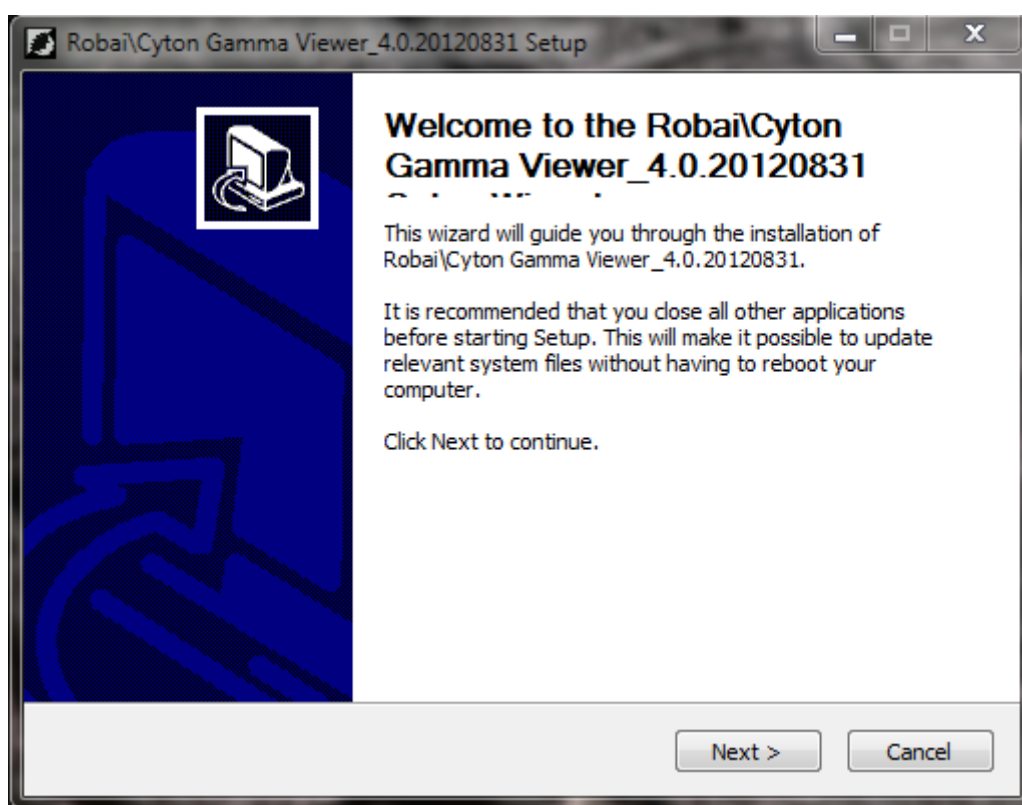 Robai\Cyton Gamma Viewer_4.0.20120831 Setup
Welcome to the Robai\Cyton
Gamma Viewer_4.0.20120831
This wizard will guide you through the installation of
Robai\Cyton Gamma Viewer_4.0.20120831.
It is recommended that you close all other applications
before starting Setup. This will make it possible to update
relevant system files without having to reboot your
computer.
Click Next to continue.
Next >
Cancel